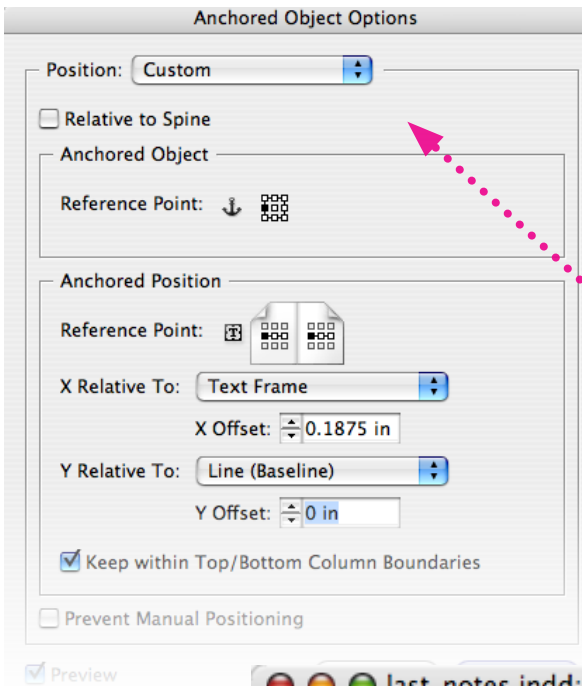 Anchored Object Options
Position: Custom
Relative to Spine
Anchored Object
Reference Point:
Anchored Position
Reference Point: T
X Relative To: Text Frame
X Offset: 0.1875 in
Y Relative To: Line (Baseline)
Y Offset: 0 in
Keep within Top/Bottom Column Boundaries
Prevent Manual Positioning
Preview
last_notes.indd: